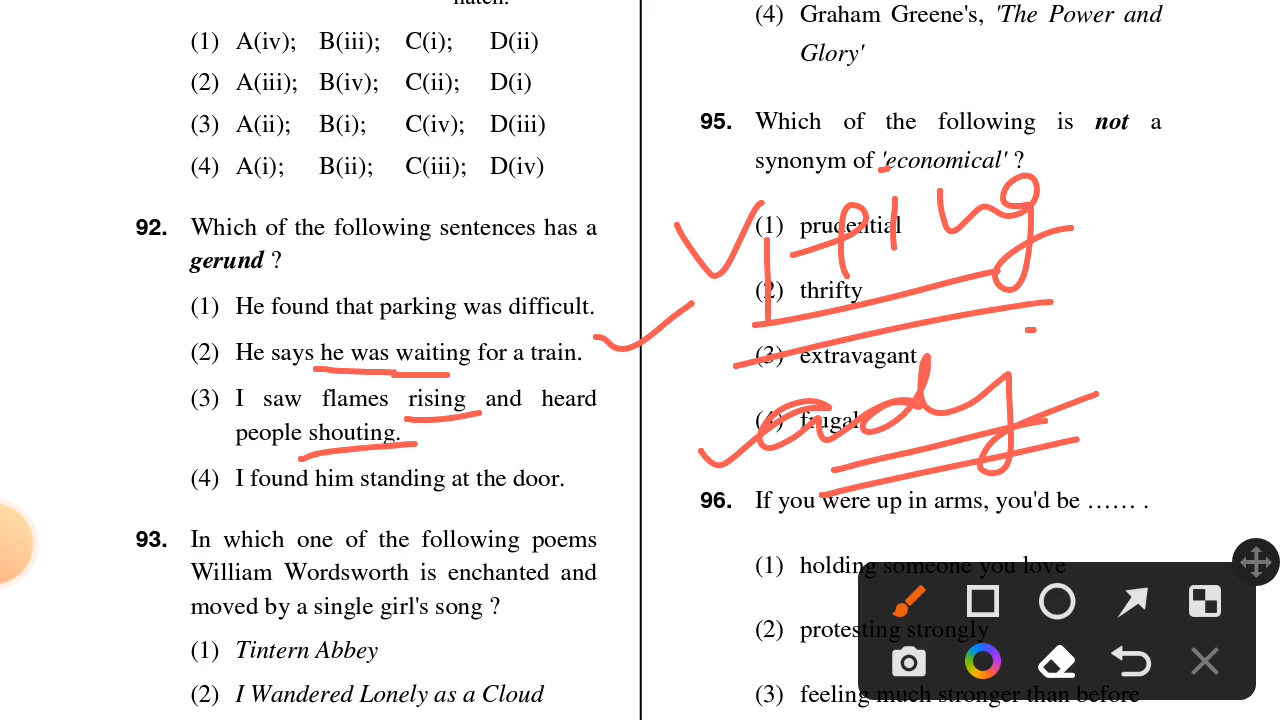 (1) A(iv); B(iii); C(i); D(ii)
(2) A(iii); B(iv); C(ii); D(i)
(3) A(ii); B(i); C(iv); D(iii)
(4) A(i); B(ii); C(iii); D(iv)
92. Which of the following sentences has a
gerund ?
(1) He found that parking was difficult.
(2) He says he was waiting for a train.
(3) I saw flames rising and heard
people shouting.
(4) I found him standing at the door.
93. In which one of the following poems
William Wordsworth is enchanted and
moved by a single girl's song ?
(1) Tintern Abbey
(2) I Wandered Lonely as a Cloud
(4) Graham Greene's, 'The Power and
Glory'
95. Which of the following is not a
synonym of 'economical' ?
(1) prudential
(2) thrifty
(3) extravagant
(4) frugal
96. If you were up in arms, you'd be ...... .
(1) holding someone you love
(2) protesting strongly
(3) feeling much stronger than before
V1+ing
adj